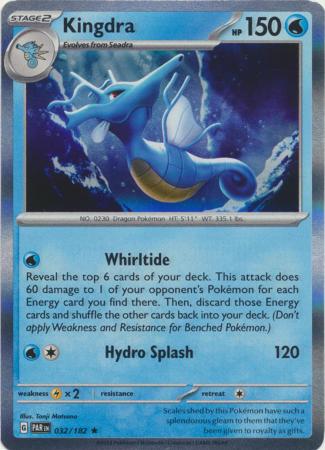 STAGE2 Kingdra HP 150
Evolves from Seadra
NO. 0230 Dragon Pokémon HT: 5'11" WT: 335.1 lbs.
Whirltide
Reveal the top 6 cards of your deck. This attack does
60 damage to 1 of your opponent's Pokémon for each
Energy card you find there. Then, discard those Energy
cards and shuffle the other cards back into your deck. (Don't
apply Weakness and Resistance for Benched Pokémon.)
Hydro Splash 120
weakness ×2 resistance retreat
Illus. Tonji Matsuno
G PAR EN 032/182 ★
Scales shed by this Pokémon have
such a splendorous luster that they've
been given to royalty as gifts.